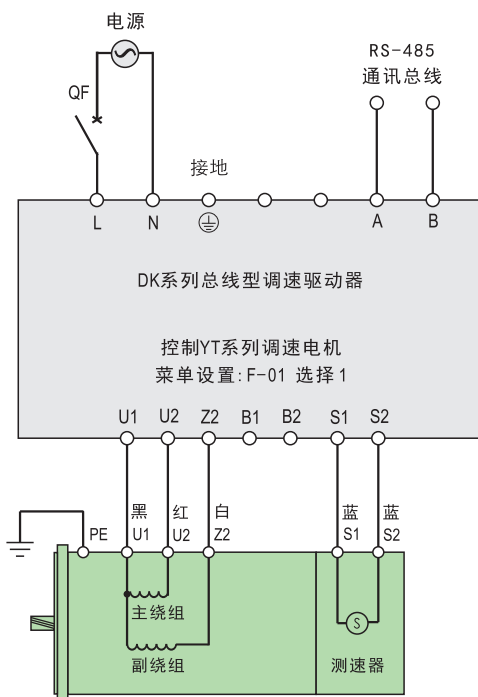 电源
RS-485
通讯总线
QF
接地
L
N
A
B
DK系列总线型调速驱动器
控制YT系列调速电机
菜单设置:F-01 选择1
U1
U2
Z2
B1
B2
S1
S2
黑
红
白
蓝
蓝
PE
U1
U2
Z2
S1
S2
主绕组
S
副绕组
测速器